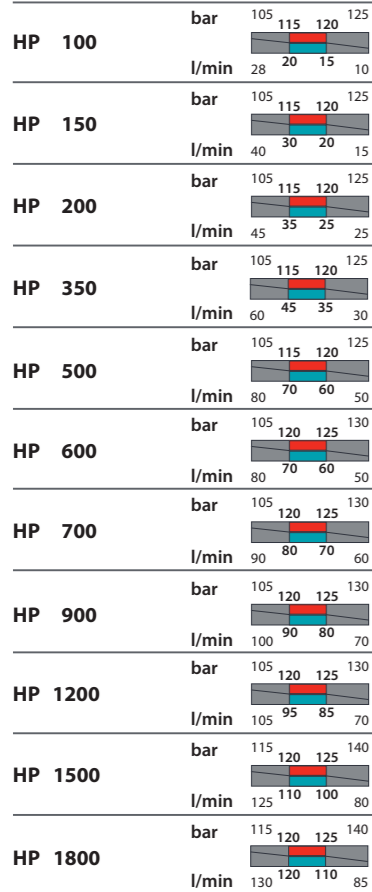 bar 105 115 120 125
HP 100
l/min 28 20 15 10
bar 105 115 120 125
HP 150
l/min 40 30 20 15
bar 105 115 120 125
HP 200
l/min 45 35 25 25
bar 105 115 120 125
HP 350
l/min 60 45 35 30
bar 105 115 120 125
HP 500
l/min 80 70 60 50
bar 105 120 125 130
HP 600
l/min 80 70 60 50
bar 105 120 125 130
HP 700
l/min 90 80 70 60
bar 105 120 125 130
HP 900
l/min 100 90 80 70
bar 105 120 125 130
HP 1200
l/min 105 95 85 70
bar 115 120 125 140
HP 1500
l/min 125 110 100 80
bar 115 120 125 140
HP 1800
l/min 130 120 110 85